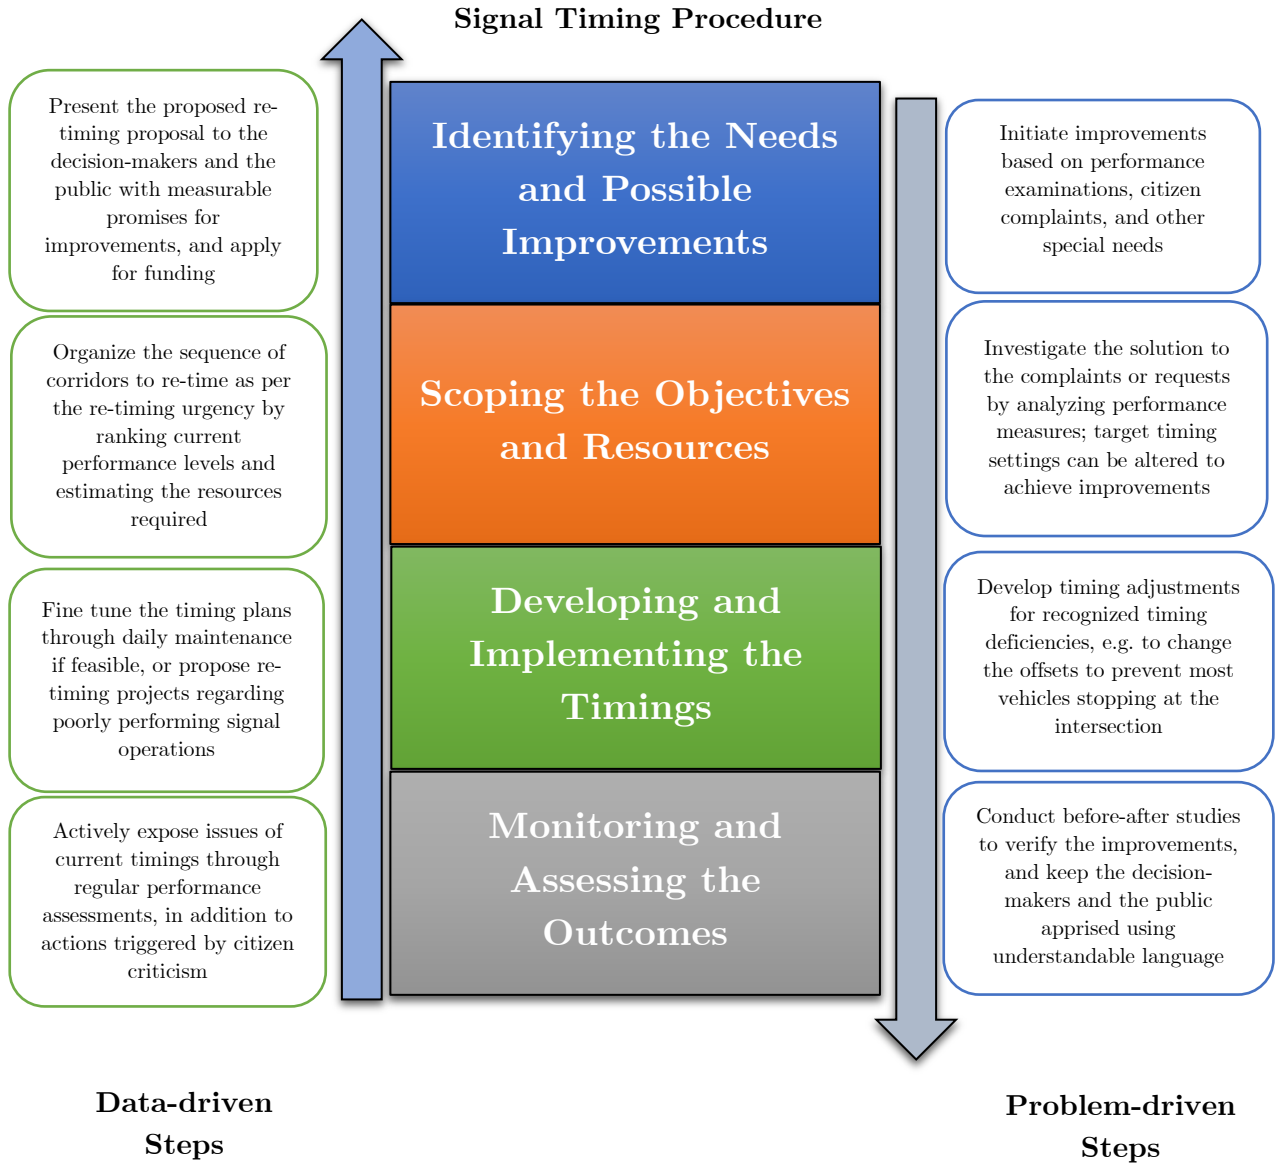 Signal Timing Procedure
Present the proposed re-
timing proposal to the
decision-makers and the
public with measurable
promises for
improvements, and apply
for funding
Identifying the Needs
and Possible
Improvements
Initiate improvements
based on performance
examinations, citizen
complaints, and other
special needs
Organize the sequence of
corridors to re-time as per
the re-timing urgency by
ranking current
performance levels and
estimating the resources
required
Scoping the Objectives
and Resources
Investigate the solution to
the complaints or requests
by analyzing performance
measures; target timing
settings can be altered to
achieve improvements
Fine tune the timing plans
through daily maintenance
if feasible, or propose re-
timing projects regarding
poorly performing signal
operations
Developing and
Implementing the
Timings
Develop timing adjustments
for recognized timing
deficiencies, e.g. to change
the offsets to prevent most
vehicles stopping at the
intersection
Actively expose issues of
current timings through
regular performance
assessments, in addition to
actions triggered by citizen
criticism
Monitoring and
Assessing the
Outcomes
Conduct before-after studies
to verify the improvements,
and keep the decision-
makers and the public
apprised using
understandable language
Data-driven
Steps
Problem-driven
Steps